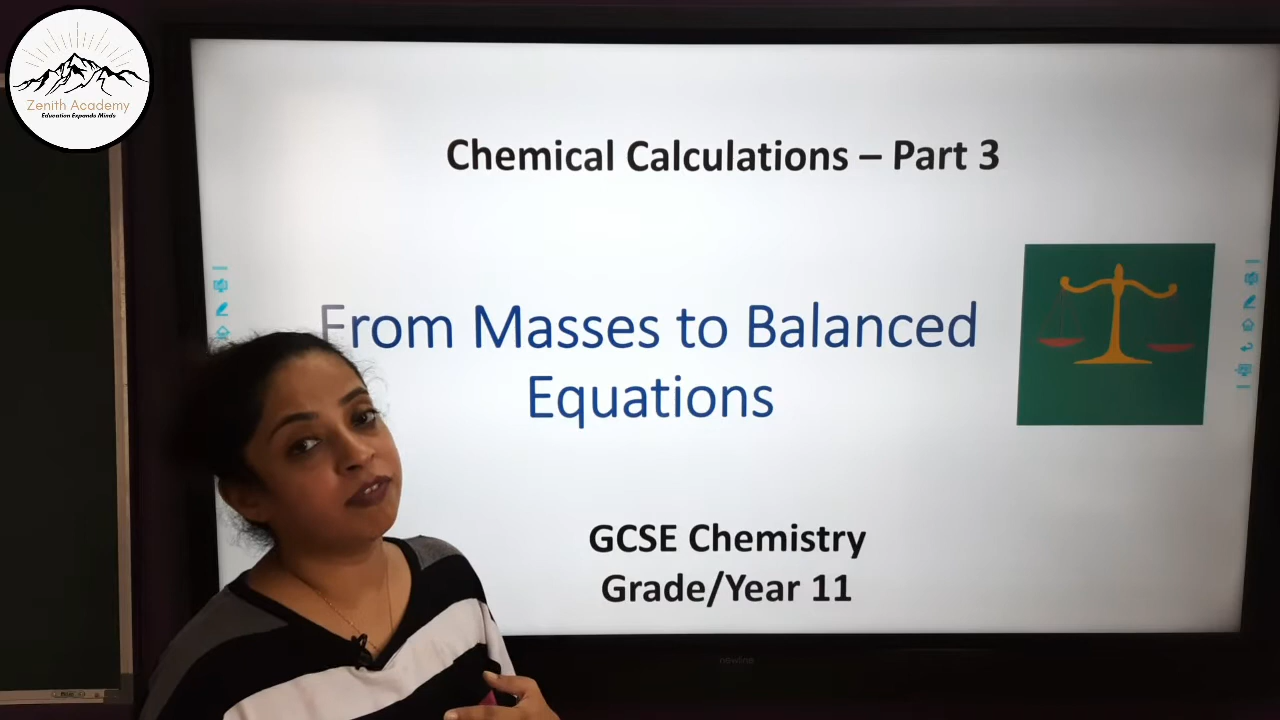 Zenith Academy
Education Expands Minds
Chemical Calculations – Part 3
From Masses to Balanced
Equations
GCSE Chemistry
Grade/Year 11
newline